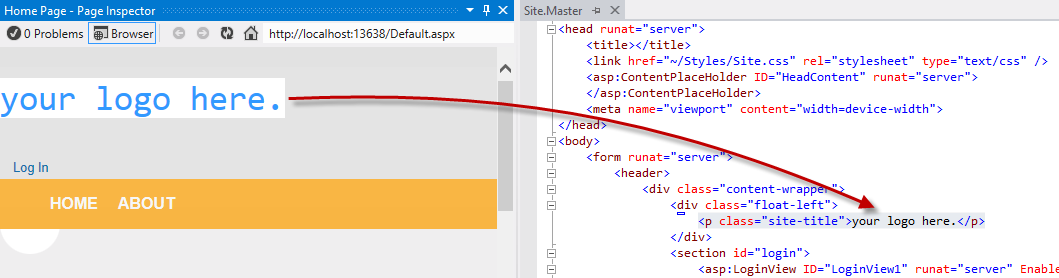 Home Page - Page Inspector
0 Problems Browser http://localhost:13638/Default.aspx
your logo here.
Log In
HOME ABOUT
Site.Master
<head runat="server">
<title></title>
<link href="~/Styles/Site.css" rel="stylesheet" type="text/css" />
<asp:ContentPlaceHolder ID="HeadContent" runat="server">
</asp:ContentPlaceHolder>
<meta name="viewport" content="width=device-width">
</head>
<body>
<form runat="server">
<header>
<div class="content-wrapper">
<div class="float-left">
<p class="site-title">your logo here.</p>
</div>
<section id="login">
<asp:LoginView ID="LoginView1" runat="server" Enable